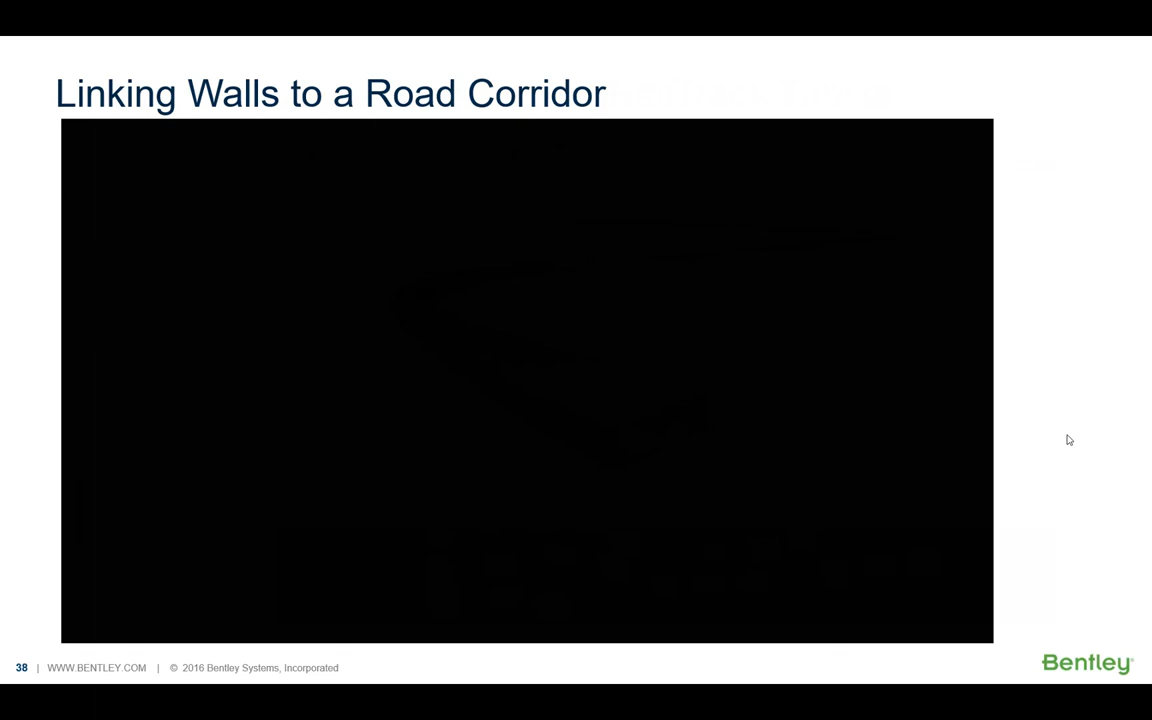 Linking Walls to a Road Corridor
38 | WWW.BENTLEY.COM | © 2016 Bentley Systems, Incorporated
Bentley